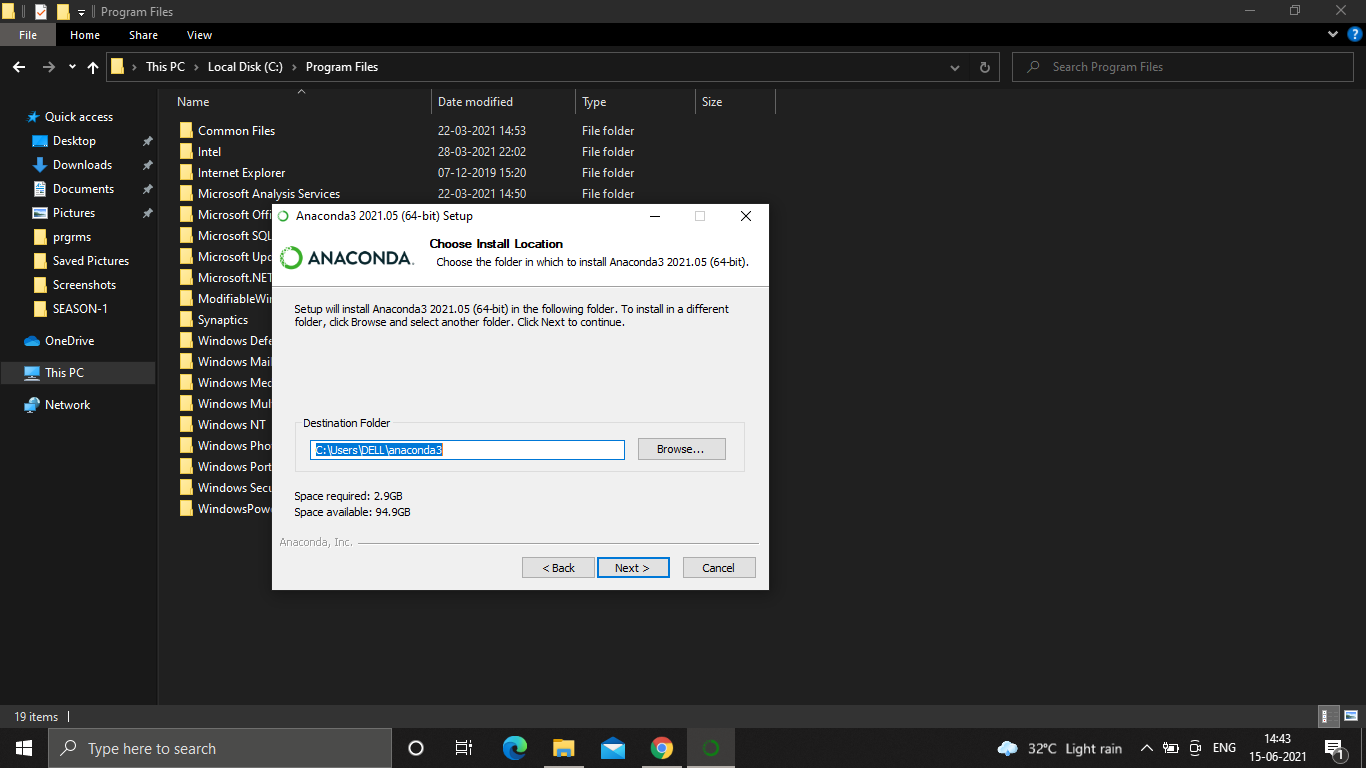 Program Files
File Home Share View
This PC > Local Disk (C:) > Program Files
Search Program Files
Name Date modified Type Size
Quick access
Desktop
Downloads
Documents
Pictures
prgrms
Saved Pictures
Screenshots
SEASON-1
OneDrive
This PC
Network
Common Files 22-03-2021 14:53 File folder
Intel 28-03-2021 22:02 File folder
Internet Explorer 07-12-2019 15:20 File folder
Microsoft Analysis Services 22-03-2021 14:50 File folder
Microsoft Offi
Microsoft SQL
Microsoft Upd
Microsoft.NET
ModifiableWin
Synaptics
Windows Defe
Windows Mail
Windows Med
Windows Mul
Windows NT
Windows Phot
Windows Port
Windows Secu
WindowsPowe
Anaconda3 2021.05 (64-bit) Setup
ANACONDA.
Choose Install Location
Choose the folder in which to install Anaconda3 2021.05 (64-bit).
Setup will install Anaconda3 2021.05 (64-bit) in the following folder. To install in a different
folder, click Browse and select another folder. Click Next to continue.
Destination Folder
C:\Users\DELL\anaconda3
Browse...
Space required: 2.9GB
Space available: 94.9GB
Anaconda, Inc.
< Back Next > Cancel
19 items
Type here to search
32°C Light rain
ENG
14:43
15-06-2021
1